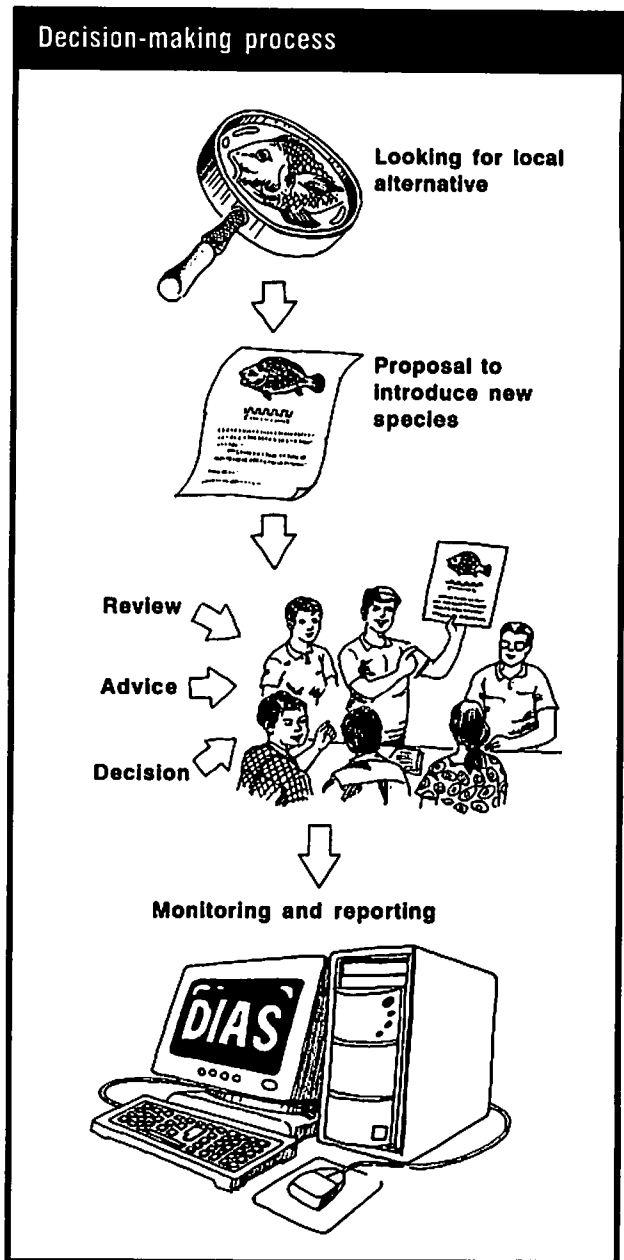 Decision-making process
Looking for local
alternative
Proposal to
introduce new
species
Review
Advice
Decision
Monitoring and reporting
DIAS